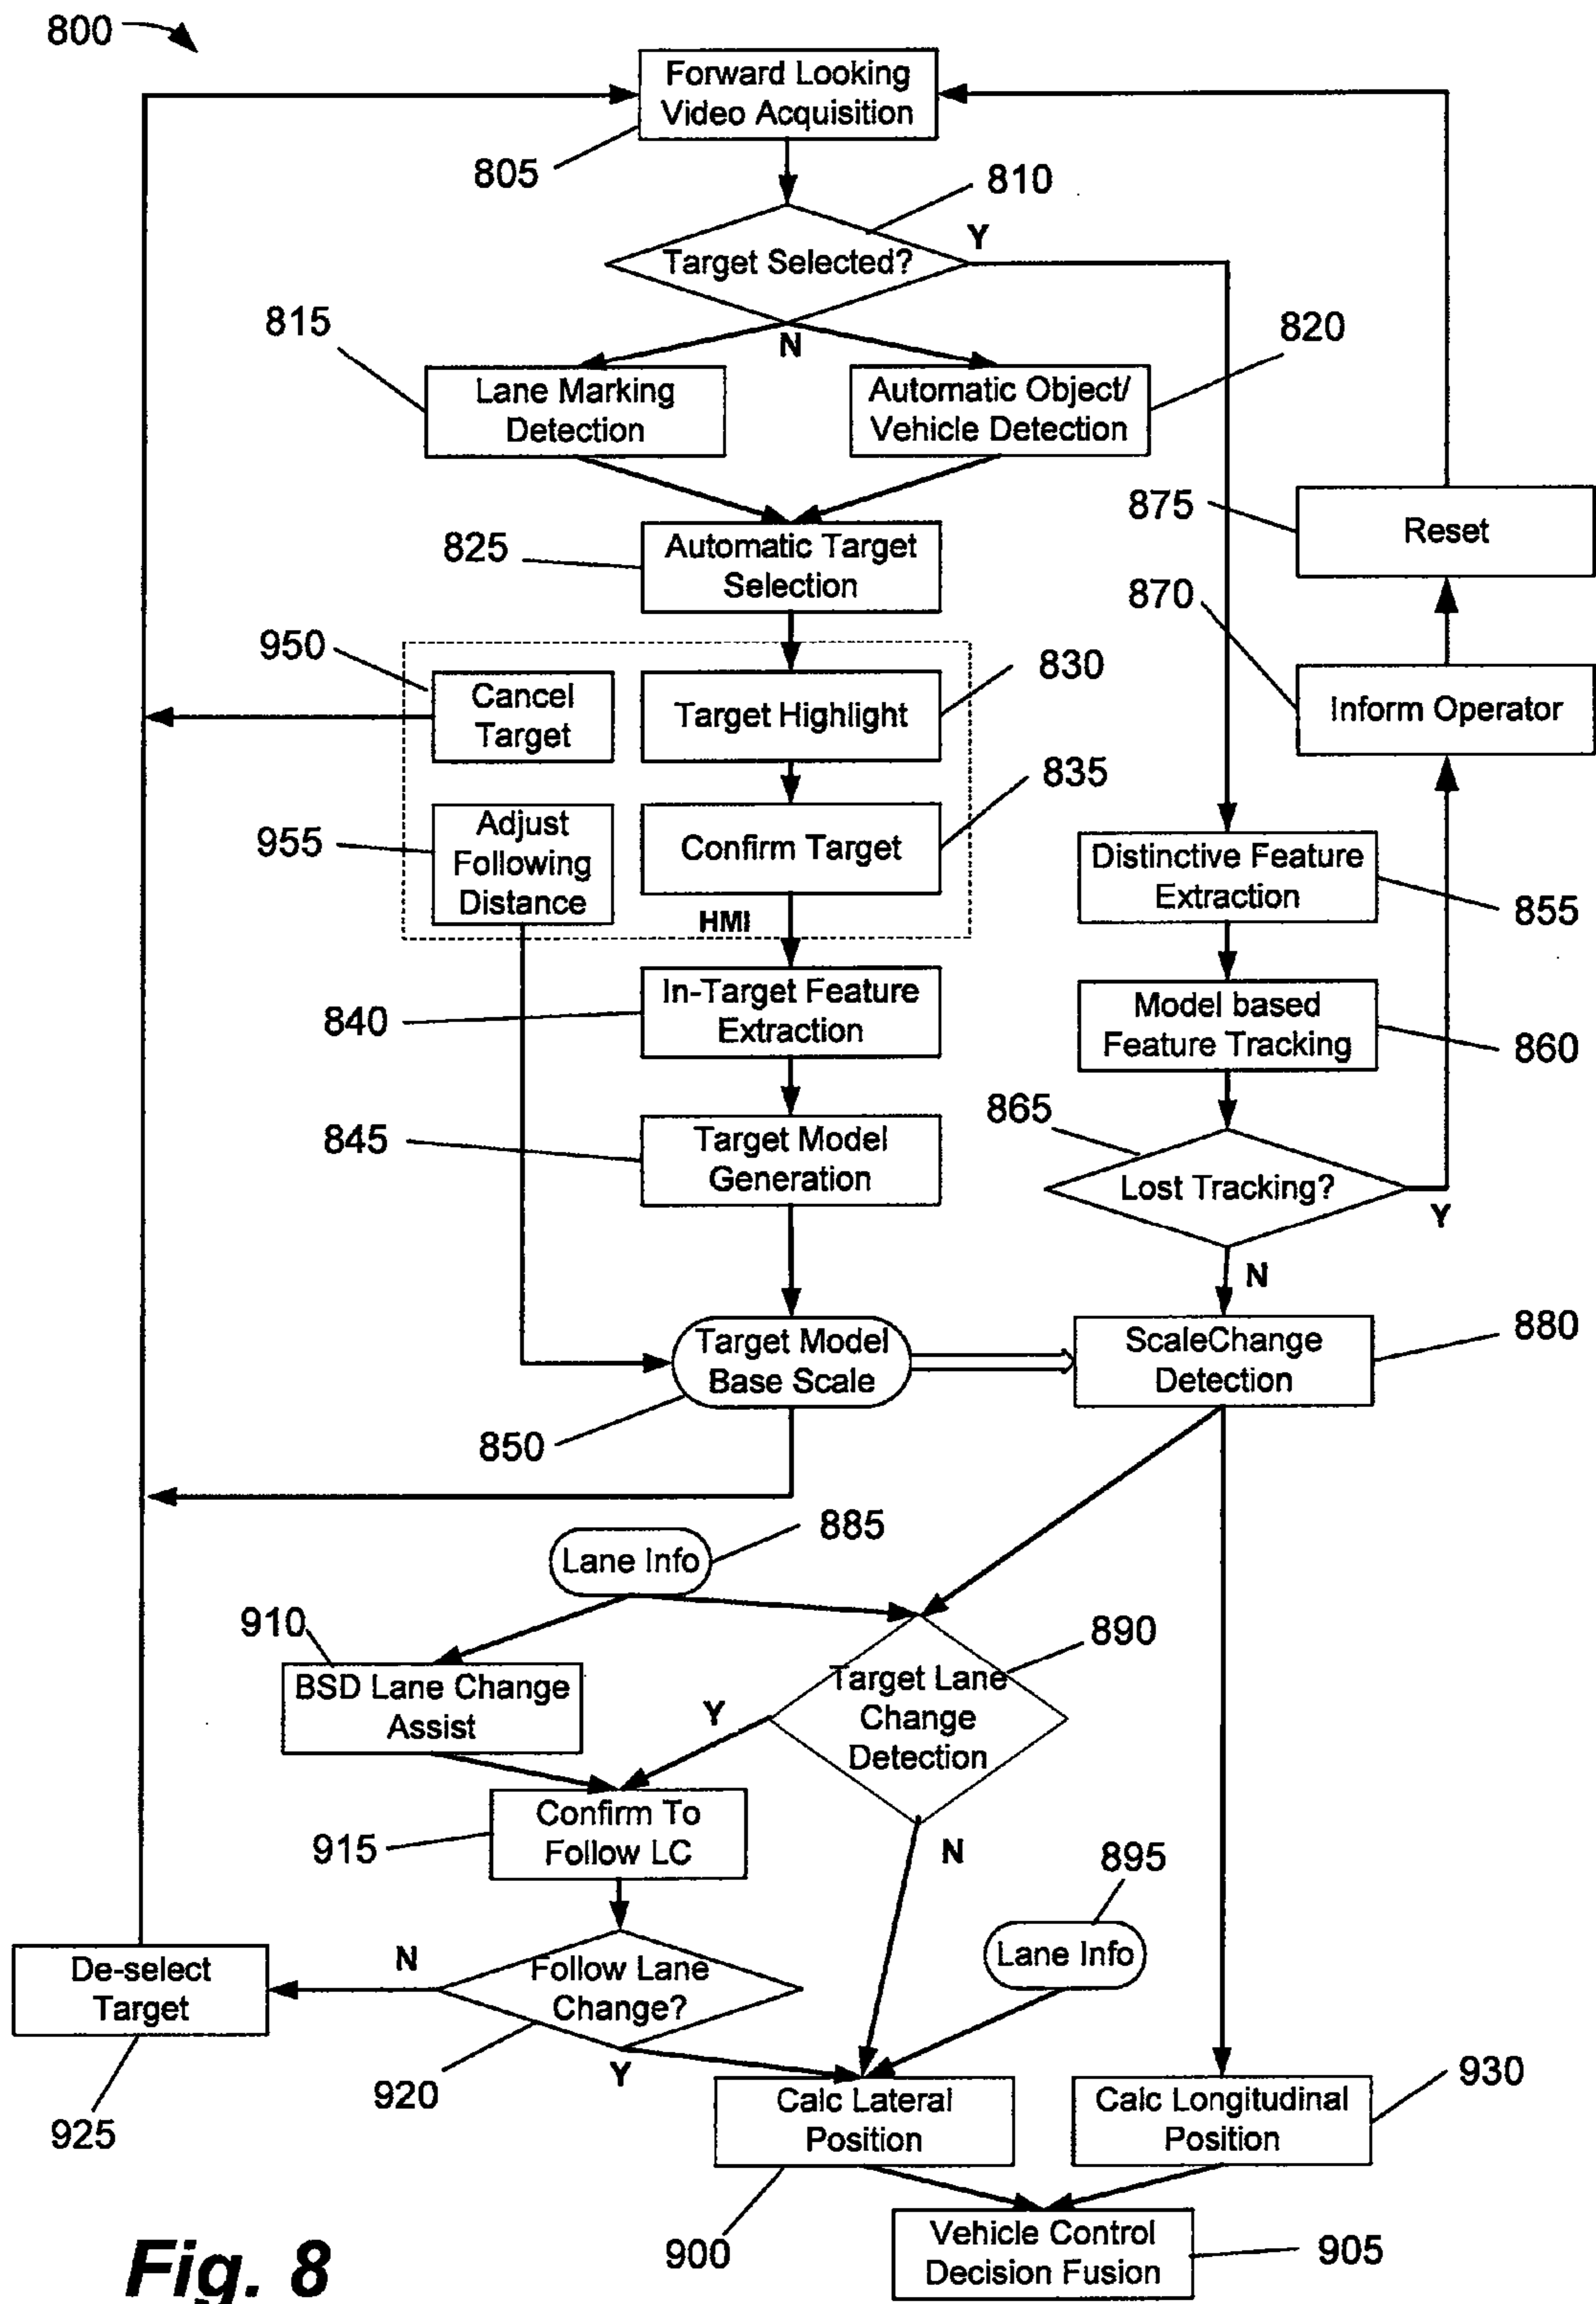 800
Forward Looking
Video Acquisition
805
810
Target Selected?
Y
N
815
820
Lane Marking
Detection
Automatic Object/
Vehicle Detection
825
Automatic Target
Selection
875
Reset
870
Inform Operator
950
Cancel
Target
Target Highlight
830
955
Adjust
Following
Distance
Confirm Target
835
HMI
Distinctive Feature
Extraction
855
840
In-Target Feature
Extraction
Model based
Feature Tracking
860
845
Target Model
Generation
865
Lost Tracking?
Y
N
Target Model
Base Scale
850
ScaleChange
Detection
880
Lane Info
885
910
BSD Lane Change
Assist
Target Lane
Change
Detection
890
Y
N
915
Confirm To
Follow LC
895
Lane Info
De-select
Target
925
N
Follow Lane
Change?
920
Y
Calc Lateral
Position
900
Calc Longitudinal
Position
930
Vehicle Control
Decision Fusion
905
Fig. 8